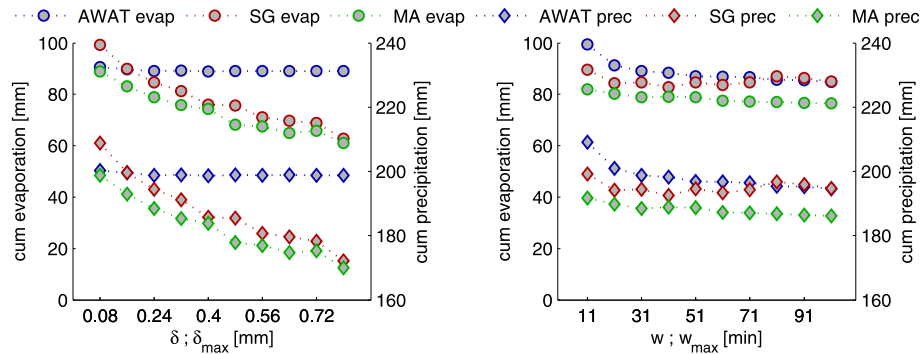 AWAT evap SG evap MA evap AWAT prec SG prec MA prec
100 240 100 240
80 220 80 220
60 200 60 200
40 180 40 180
20 20
0 160 0 160
cum evaporation [mm]
cum precipitation [mm]
cum evaporation [mm]
cum precipitation [mm]
0.08 0.24 0.4 0.56 0.72
11 31 51 71 91
δ ; δmax [mm]
w ; wmax [min]